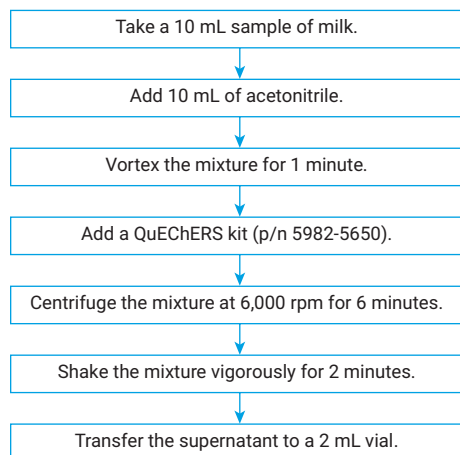 Take a 10 mL sample of milk.
Add 10 mL of acetonitrile.
Vortex the mixture for 1 minute.
Add a QuEChERS kit (p/n 5982-5650).
Centrifuge the mixture at 6,000 rpm for 6 minutes.
Shake the mixture vigorously for 2 minutes.
Transfer the supernatant to a 2 mL vial.